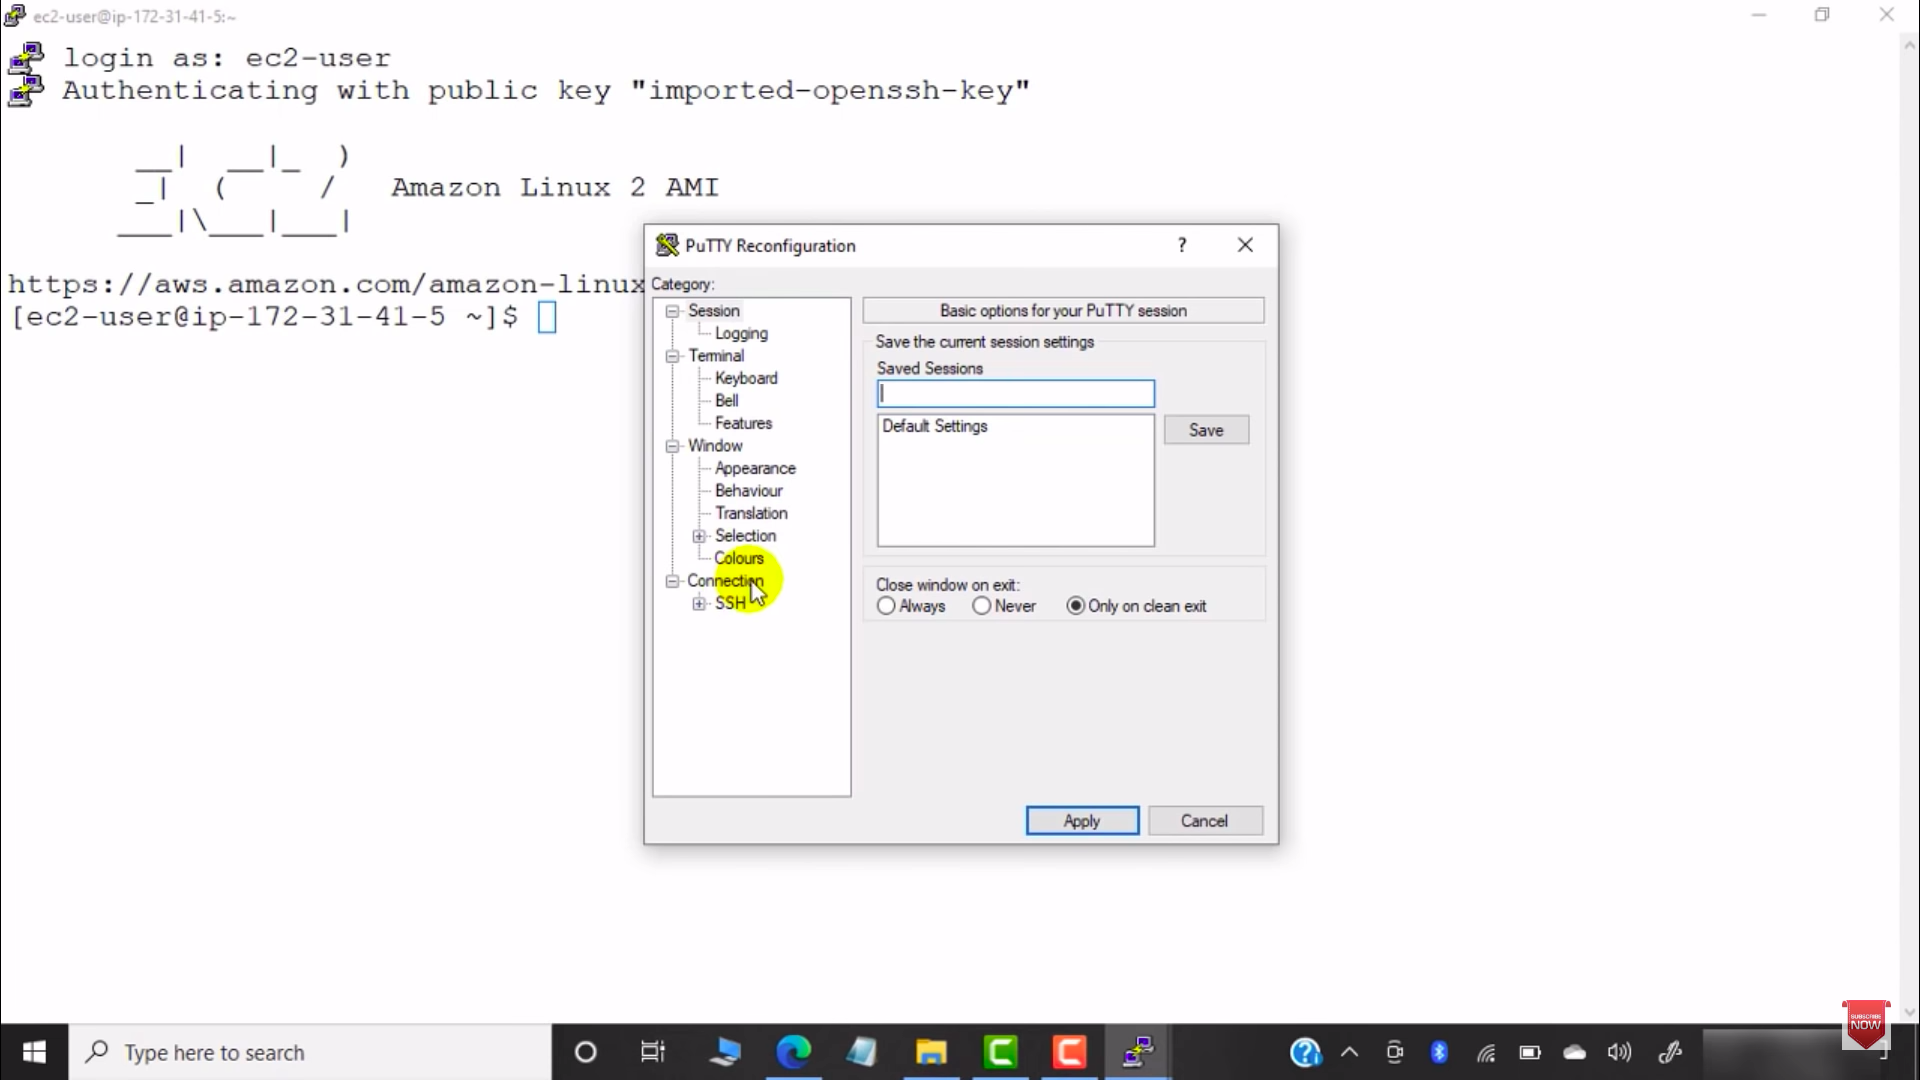 ec2-user@ip-172-31-41-5:~
login as: ec2-user
Authenticating with public key "imported-openssh-key"
__|  __|_  )
_|  (     /   Amazon Linux 2 AMI
___|\___|___|
https://aws.amazon.com/amazon-linux
[ec2-user@ip-172-31-41-5 ~]$
PuTTY Reconfiguration
?
Category:
Session
Logging
Terminal
Keyboard
Bell
Features
Window
Appearance
Behaviour
Translation
Selection
Colours
Connection
SSH
Basic options for your PuTTY session
Save the current session settings
Saved Sessions
Default Settings
Save
Close window on exit:
Always Never Only on clean exit
Apply Cancel
SUBSCRIBE
NOW
Type here to search